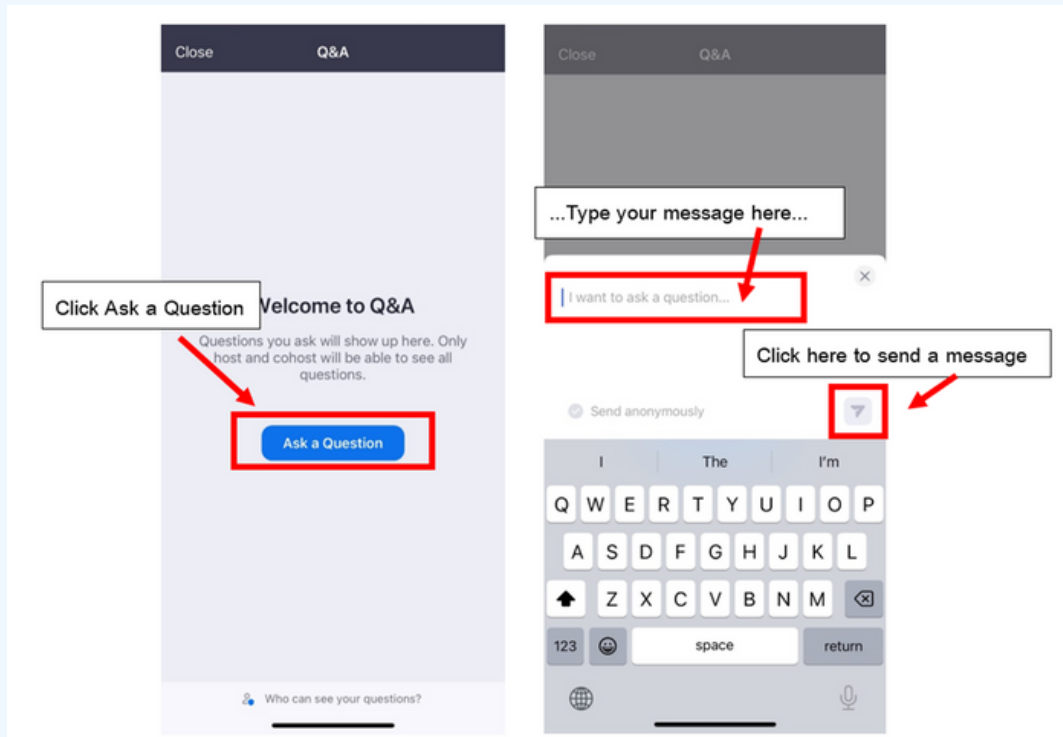 Close
Q&A
Click Ask a Question
Welcome to Q&A
Questions you ask will show up here. Only
host and cohost will be able to see all
questions.
Ask a Question
Who can see your questions?
Close
Q&A
...Type your message here...
I want to ask a question...
Click here to send a message
Send anonymously
I
The
I'm
Q W E R T Y U I O P
A S D F G H J K L
Z X C V B N M
123
space
return